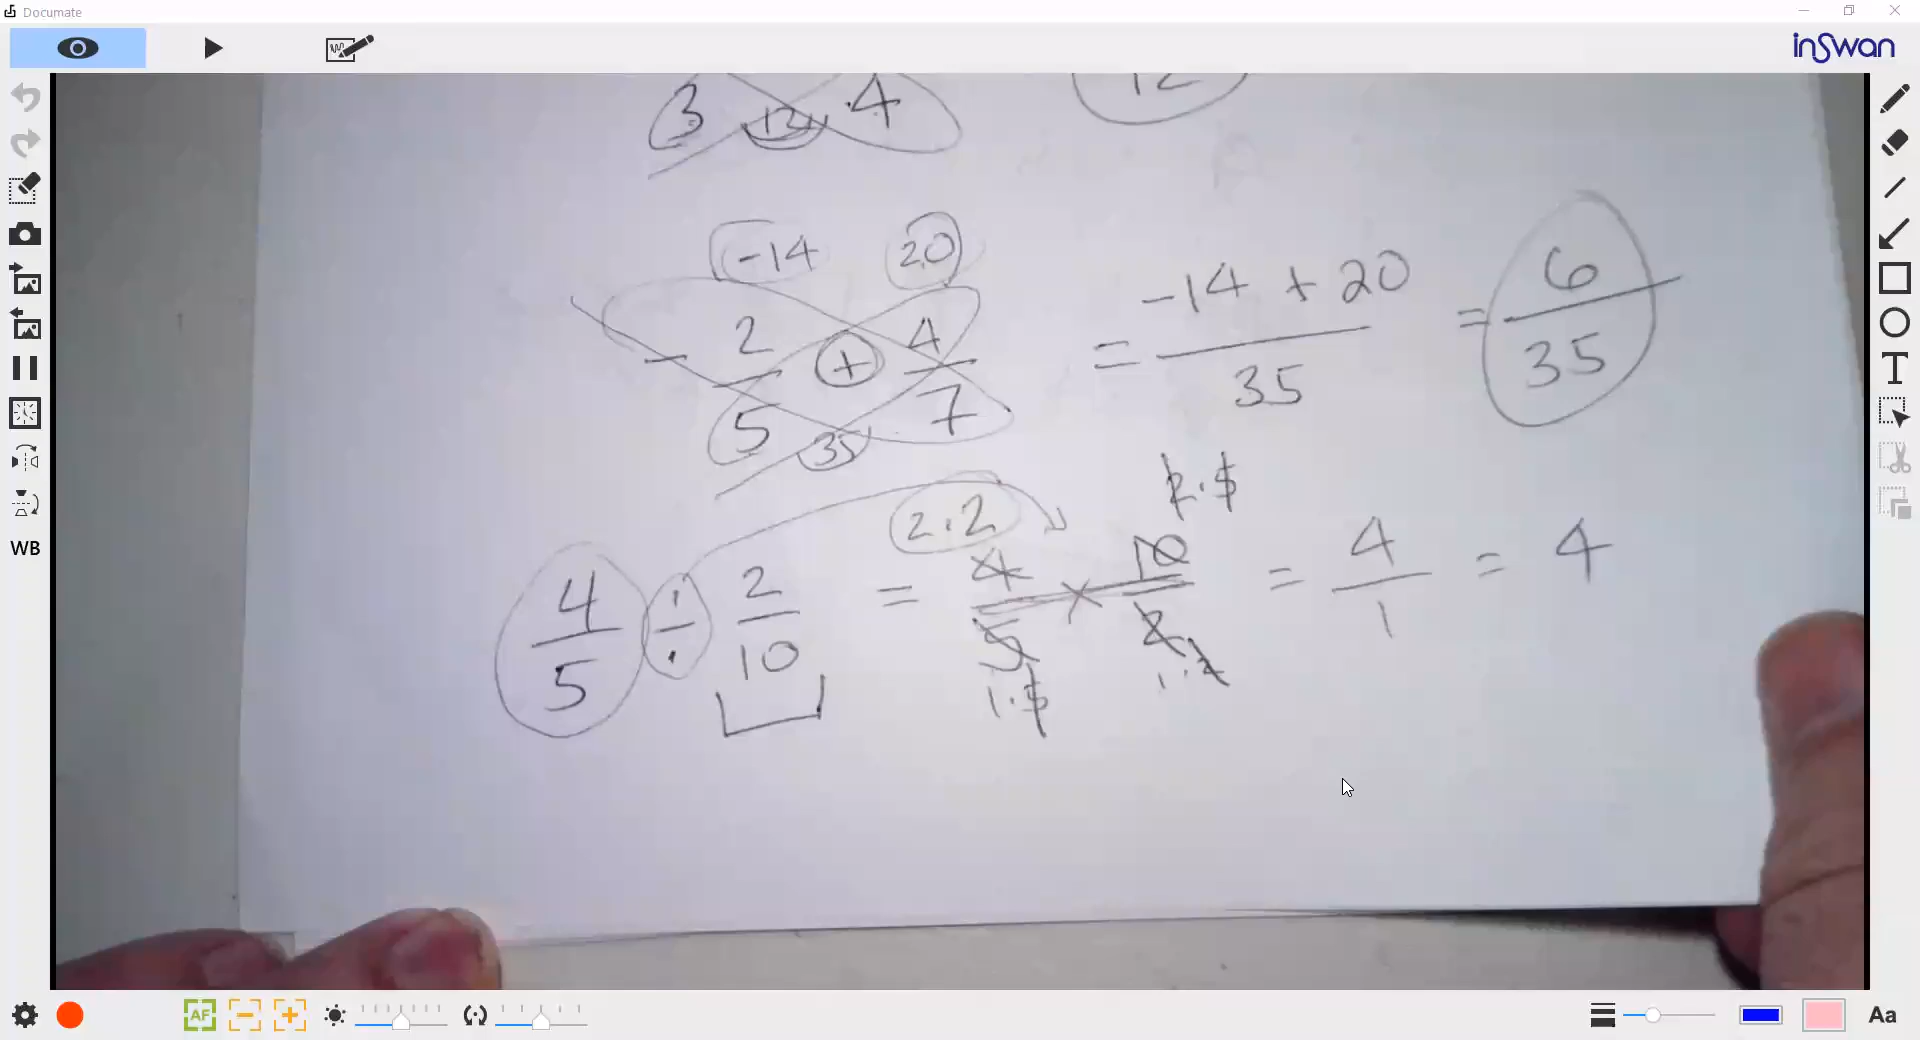 Documate
inSwan
3 12 4 12
-14 20
- 2/5 + 4/7 = -14 + 20 / 35 = 6/35
35
2.2 2.5
4/5 ÷ 2/10 = 4/5 × 10/2 = 4/1 = 4
1.5 1.2
WB
T
AF
Aa